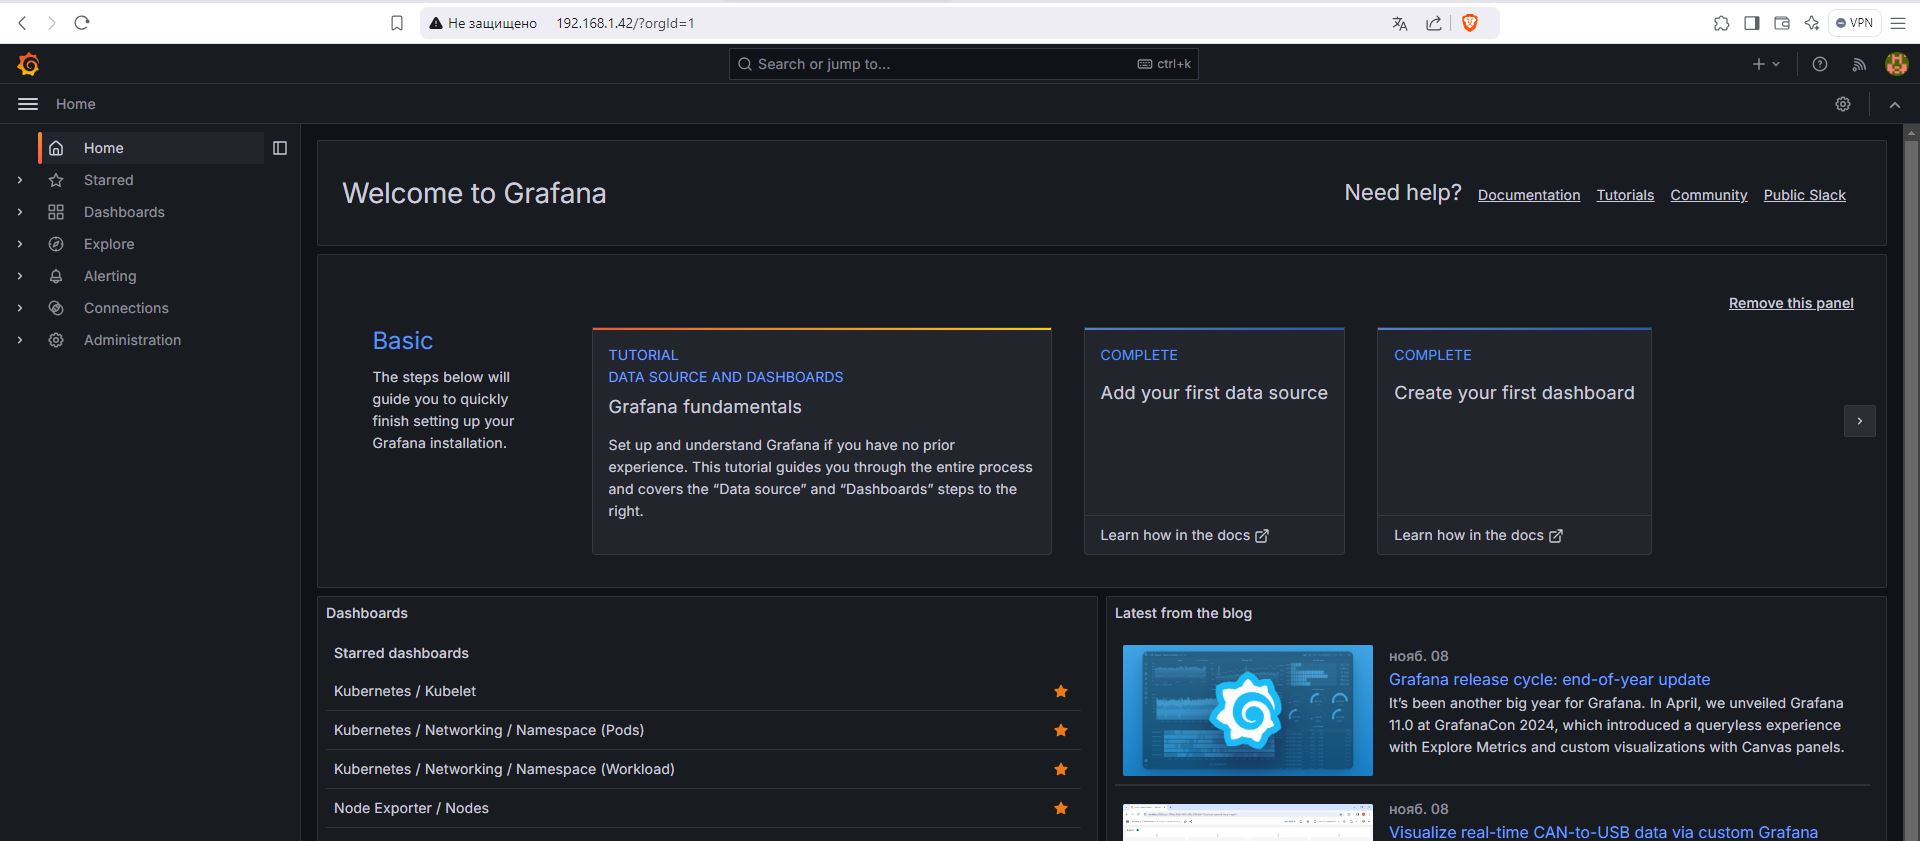 Не защищено 192.168.1.42/?orgId=1
VPN
Search or jump to...
ctrl+k
Home
Home
Starred
Dashboards
Explore
Alerting
Connections
Administration
Welcome to Grafana
Need help? Documentation Tutorials Community Public Slack
Remove this panel
Basic
The steps below will
guide you to quickly
finish setting up your
Grafana installation.
TUTORIAL
DATA SOURCE AND DASHBOARDS
Grafana fundamentals
Set up and understand Grafana if you have no prior
experience. This tutorial guides you through the entire process
and covers the “Data source” and “Dashboards” steps to the
right.
COMPLETE
Add your first data source
Learn how in the docs
COMPLETE
Create your first dashboard
Learn how in the docs
Dashboards
Starred dashboards
Kubernetes / Kubelet
Kubernetes / Networking / Namespace (Pods)
Kubernetes / Networking / Namespace (Workload)
Node Exporter / Nodes
Latest from the blog
нояб. 08
Grafana release cycle: end-of-year update
It’s been another big year for Grafana. In April, we unveiled Grafana
11.0 at GrafanaCon 2024, which introduced a queryless experience
with Explore Metrics and custom visualizations with Canvas panels.
нояб. 08
Visualize real-time CAN-to-USB data via custom Grafana